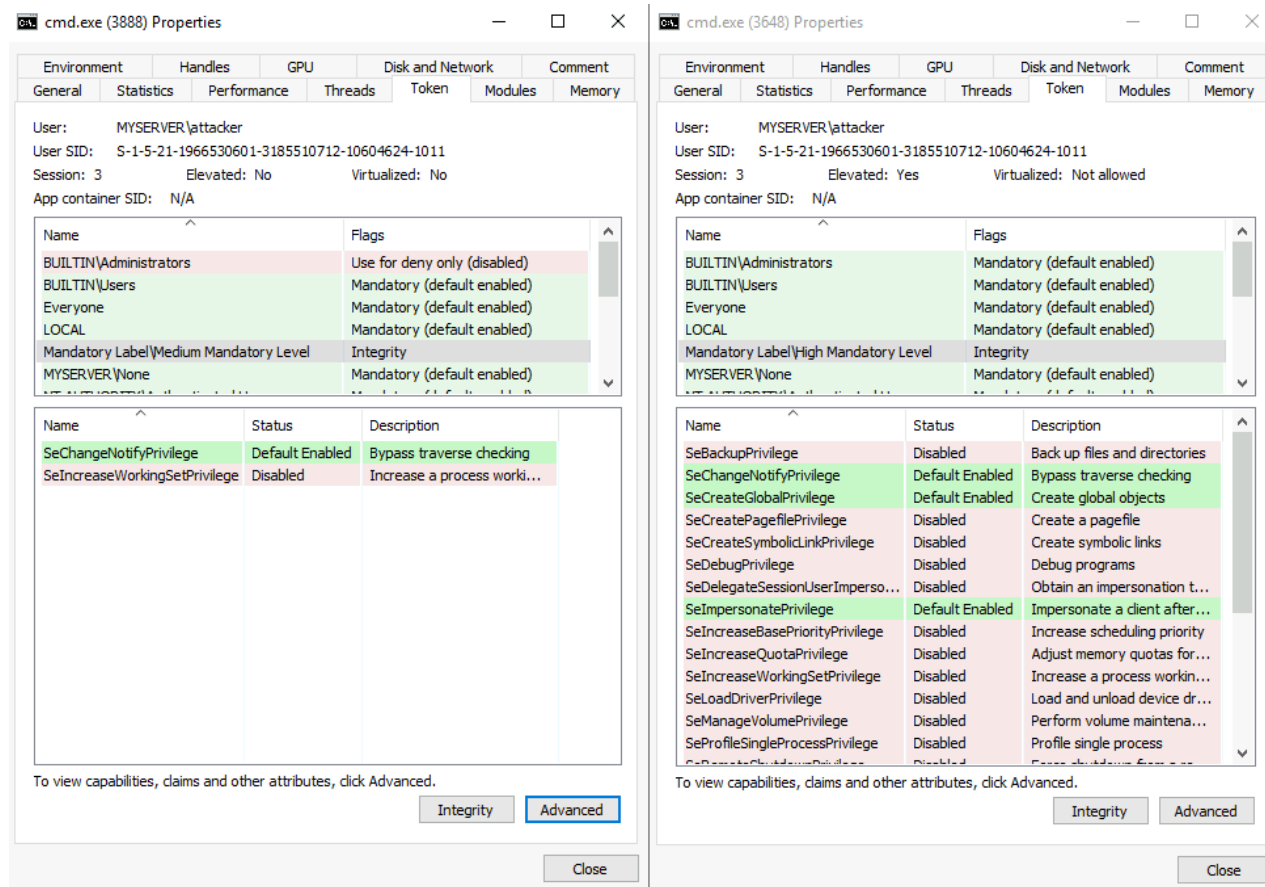 cmd.exe (3888) Properties
Environment Handles GPU Disk and Network Comment
General Statistics Performance Threads Token Modules Memory
User: MYSERVER\attacker
User SID: S-1-5-21-1966530601-3185510712-10604624-1011
Session: 3 Elevated: No Virtualized: No
App container SID: N/A
Name Flags
BUILTIN\Administrators Use for deny only (disabled)
BUILTIN\Users Mandatory (default enabled)
Everyone Mandatory (default enabled)
LOCAL Mandatory (default enabled)
Mandatory Label\Medium Mandatory Level Integrity
MYSERVER\None Mandatory (default enabled)
Name Status Description
SeChangeNotifyPrivilege Default Enabled Bypass traverse checking
SeIncreaseWorkingSetPrivilege Disabled Increase a process worki...
To view capabilities, claims and other attributes, click Advanced.
Integrity Advanced
Close
cmd.exe (3648) Properties
Environment Handles GPU Disk and Network Comment
General Statistics Performance Threads Token Modules Memory
User: MYSERVER\attacker
User SID: S-1-5-21-1966530601-3185510712-10604624-1011
Session: 3 Elevated: Yes Virtualized: Not allowed
App container SID: N/A
Name Flags
BUILTIN\Administrators Mandatory (default enabled)
BUILTIN\Users Mandatory (default enabled)
Everyone Mandatory (default enabled)
LOCAL Mandatory (default enabled)
Mandatory Label\High Mandatory Level Integrity
MYSERVER\None Mandatory (default enabled)
Name Status Description
SeBackupPrivilege Disabled Back up files and directories
SeChangeNotifyPrivilege Default Enabled Bypass traverse checking
SeCreateGlobalPrivilege Default Enabled Create global objects
SeCreatePagefilePrivilege Disabled Create a pagefile
SeCreateSymbolicLinkPrivilege Disabled Create symbolic links
SeDebugPrivilege Disabled Debug programs
SeDelegateSessionUserImperso... Disabled Obtain an impersonation t...
SeImpersonatePrivilege Default Enabled Impersonate a client after...
SeIncreaseBasePriorityPrivilege Disabled Increase scheduling priority
SeIncreaseQuotaPrivilege Disabled Adjust memory quotas for...
SeIncreaseWorkingSetPrivilege Disabled Increase a process workin...
SeLoadDriverPrivilege Disabled Load and unload device dr...
SeManageVolumePrivilege Disabled Perform volume maintena...
SeProfileSingleProcessPrivilege Disabled Profile single process
To view capabilities, claims and other attributes, click Advanced.
Integrity Advanced
Close